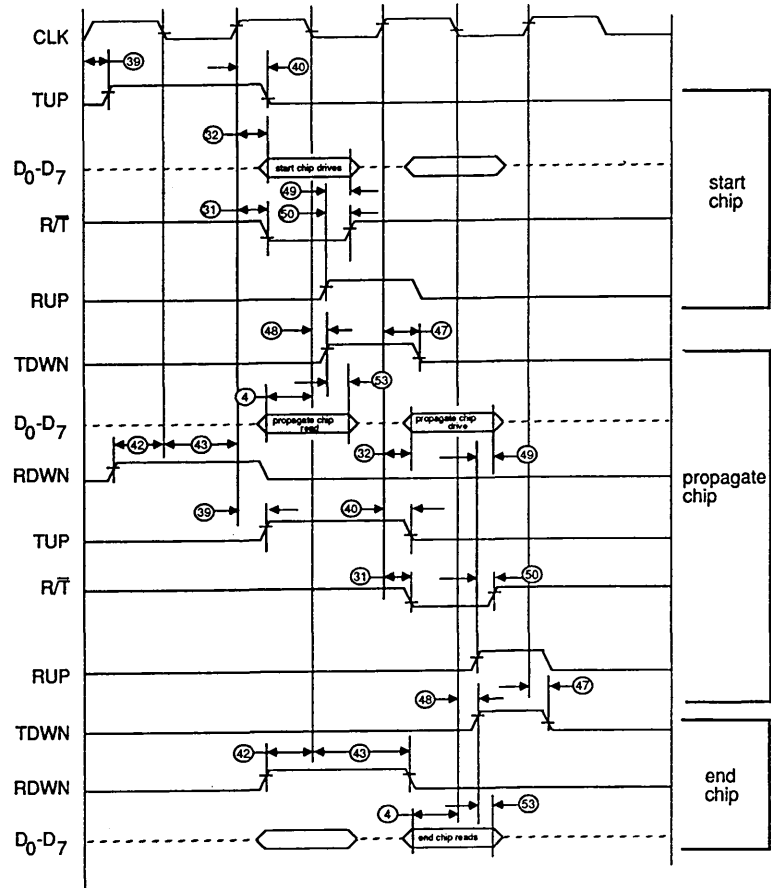 CLK
39
40
TUP
32
D0-D7
start chip drives
49
31
50
R/T̅
start
chip
RUP
48
47
TDWN
53
4
D0-D7
propagate chip
read
propagate chip
drive
42
43
32
49
RDWN
propagate
chip
39
40
TUP
31
50
R/T̅
RUP
48
47
TDWN
42
43
RDWN
end
chip
4
53
D0-D7
end chip reads